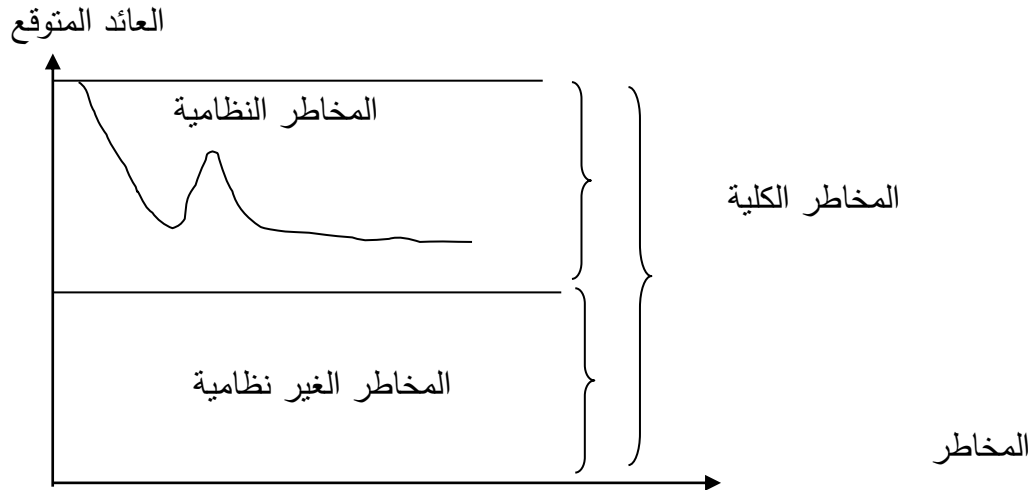 العائد المتوقع
المخاطر النظامية
المخاطر الكلية
المخاطر الغير نظامية
المخاطر